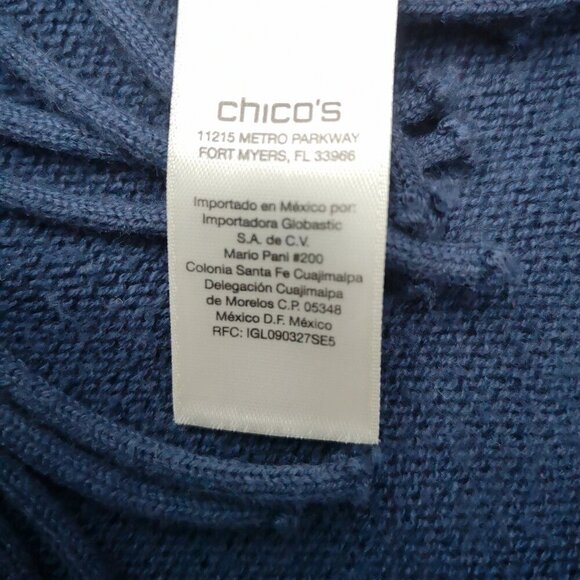 chico's
11215 METRO PARKWAY
FORT MYERS, FL 33966
Importado en México por:
Importadora Globastic
S.A. de C.V.
Mario Pani #200
Colonia Santa Fe Cuajimalpa
Delegación Cuajimalpa
de Morelos C.P. 05348
México D.F. México
RFC: IGL090327SE5